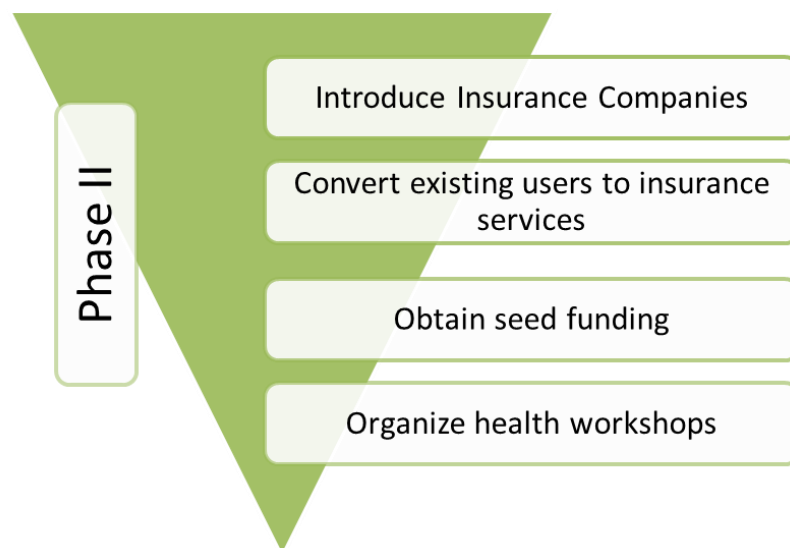 Phase II
Introduce Insurance Companies
Convert existing users to insurance
services
Obtain seed funding
Organize health workshops